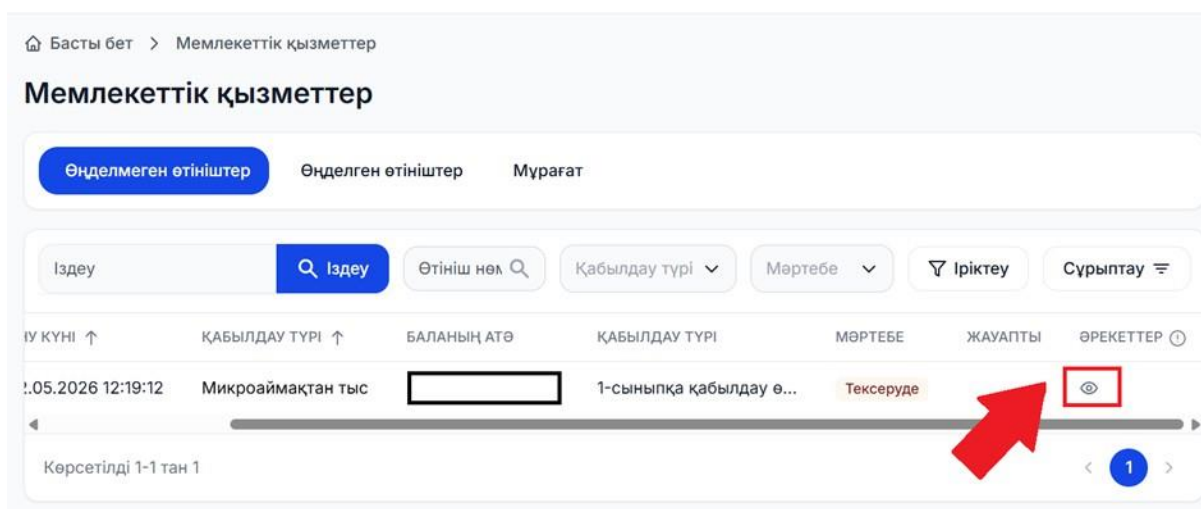 Басты бет > Мемлекеттік қызметтер
Мемлекеттік қызметтер
Өңделмеген өтініштер Өңделген өтініштер Мұрағат
Іздеу Іздеу Өтініш нөм Қабылдау түрі Мәртебе Іріктеу Сұрыптау
КҮНІ ↑ ҚАБЫЛДАУ ТҮРІ ↑ БАЛАНЫҢ АТӘ ҚАБЫЛДАУ ТҮРІ МӘРТЕБЕ ЖАУАПТЫ ӘРЕКЕТТЕР
2.05.2026 12:19:12 Микроаймақтан тыс 1-сыныпқа қабылдау ө... Тексеруде
Көрсетілді 1-1 тан 1 < 1 >